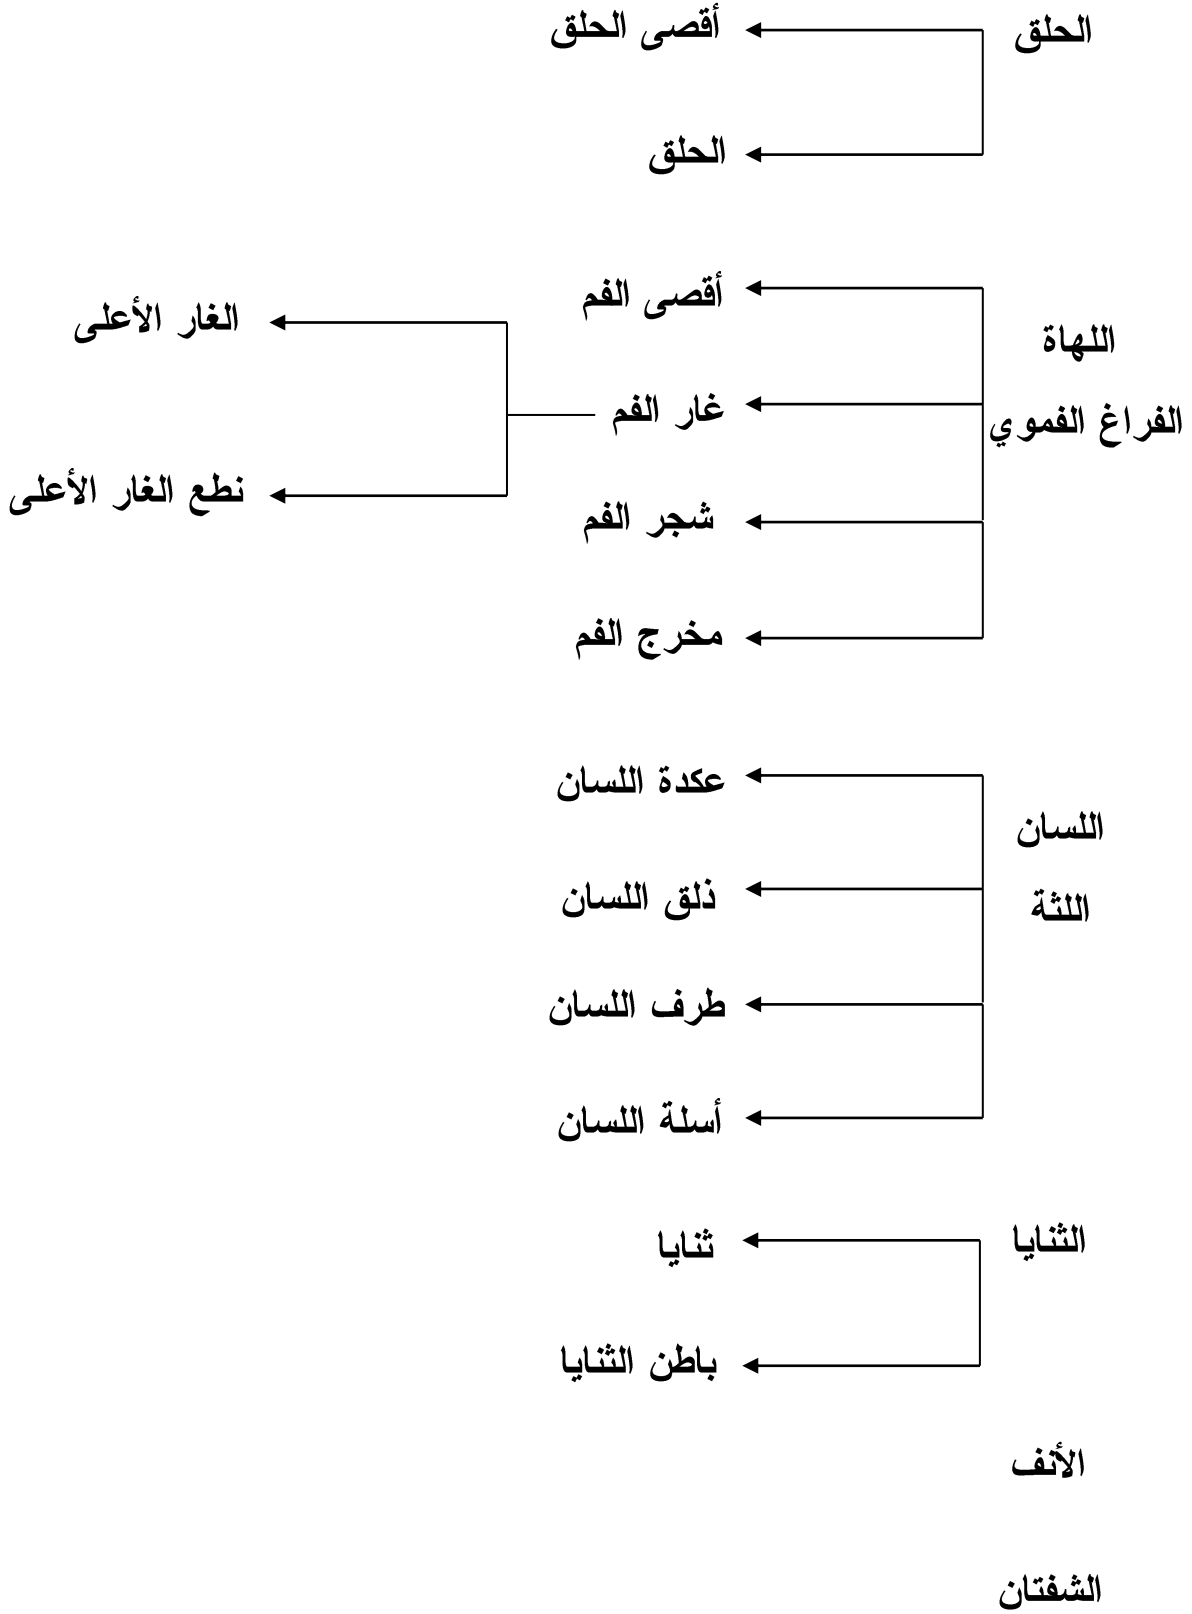 الحلق
أقصى الحلق
الحلق
اللهاة
الفراغ الفموي
أقصى الفم
غار الفم
الغار الأعلى
نطع الغار الأعلى
شجر الفم
مخرج الفم
اللسان
اللثة
عكدة اللسان
ذلق اللسان
طرف اللسان
أسلة اللسان
الثنايا
ثنايا
باطن الثنايا
الأنف
الشفتان